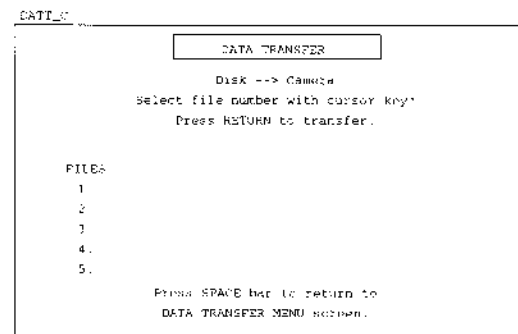 DATA TRANSFER
Disk --> Camera
Select file number with cursor key.
Press RETURN to transfer.
FILES
1.
2.
3.
4.
5.
Press SPACE bar to return to
DATA TRANSFER MENU screen.